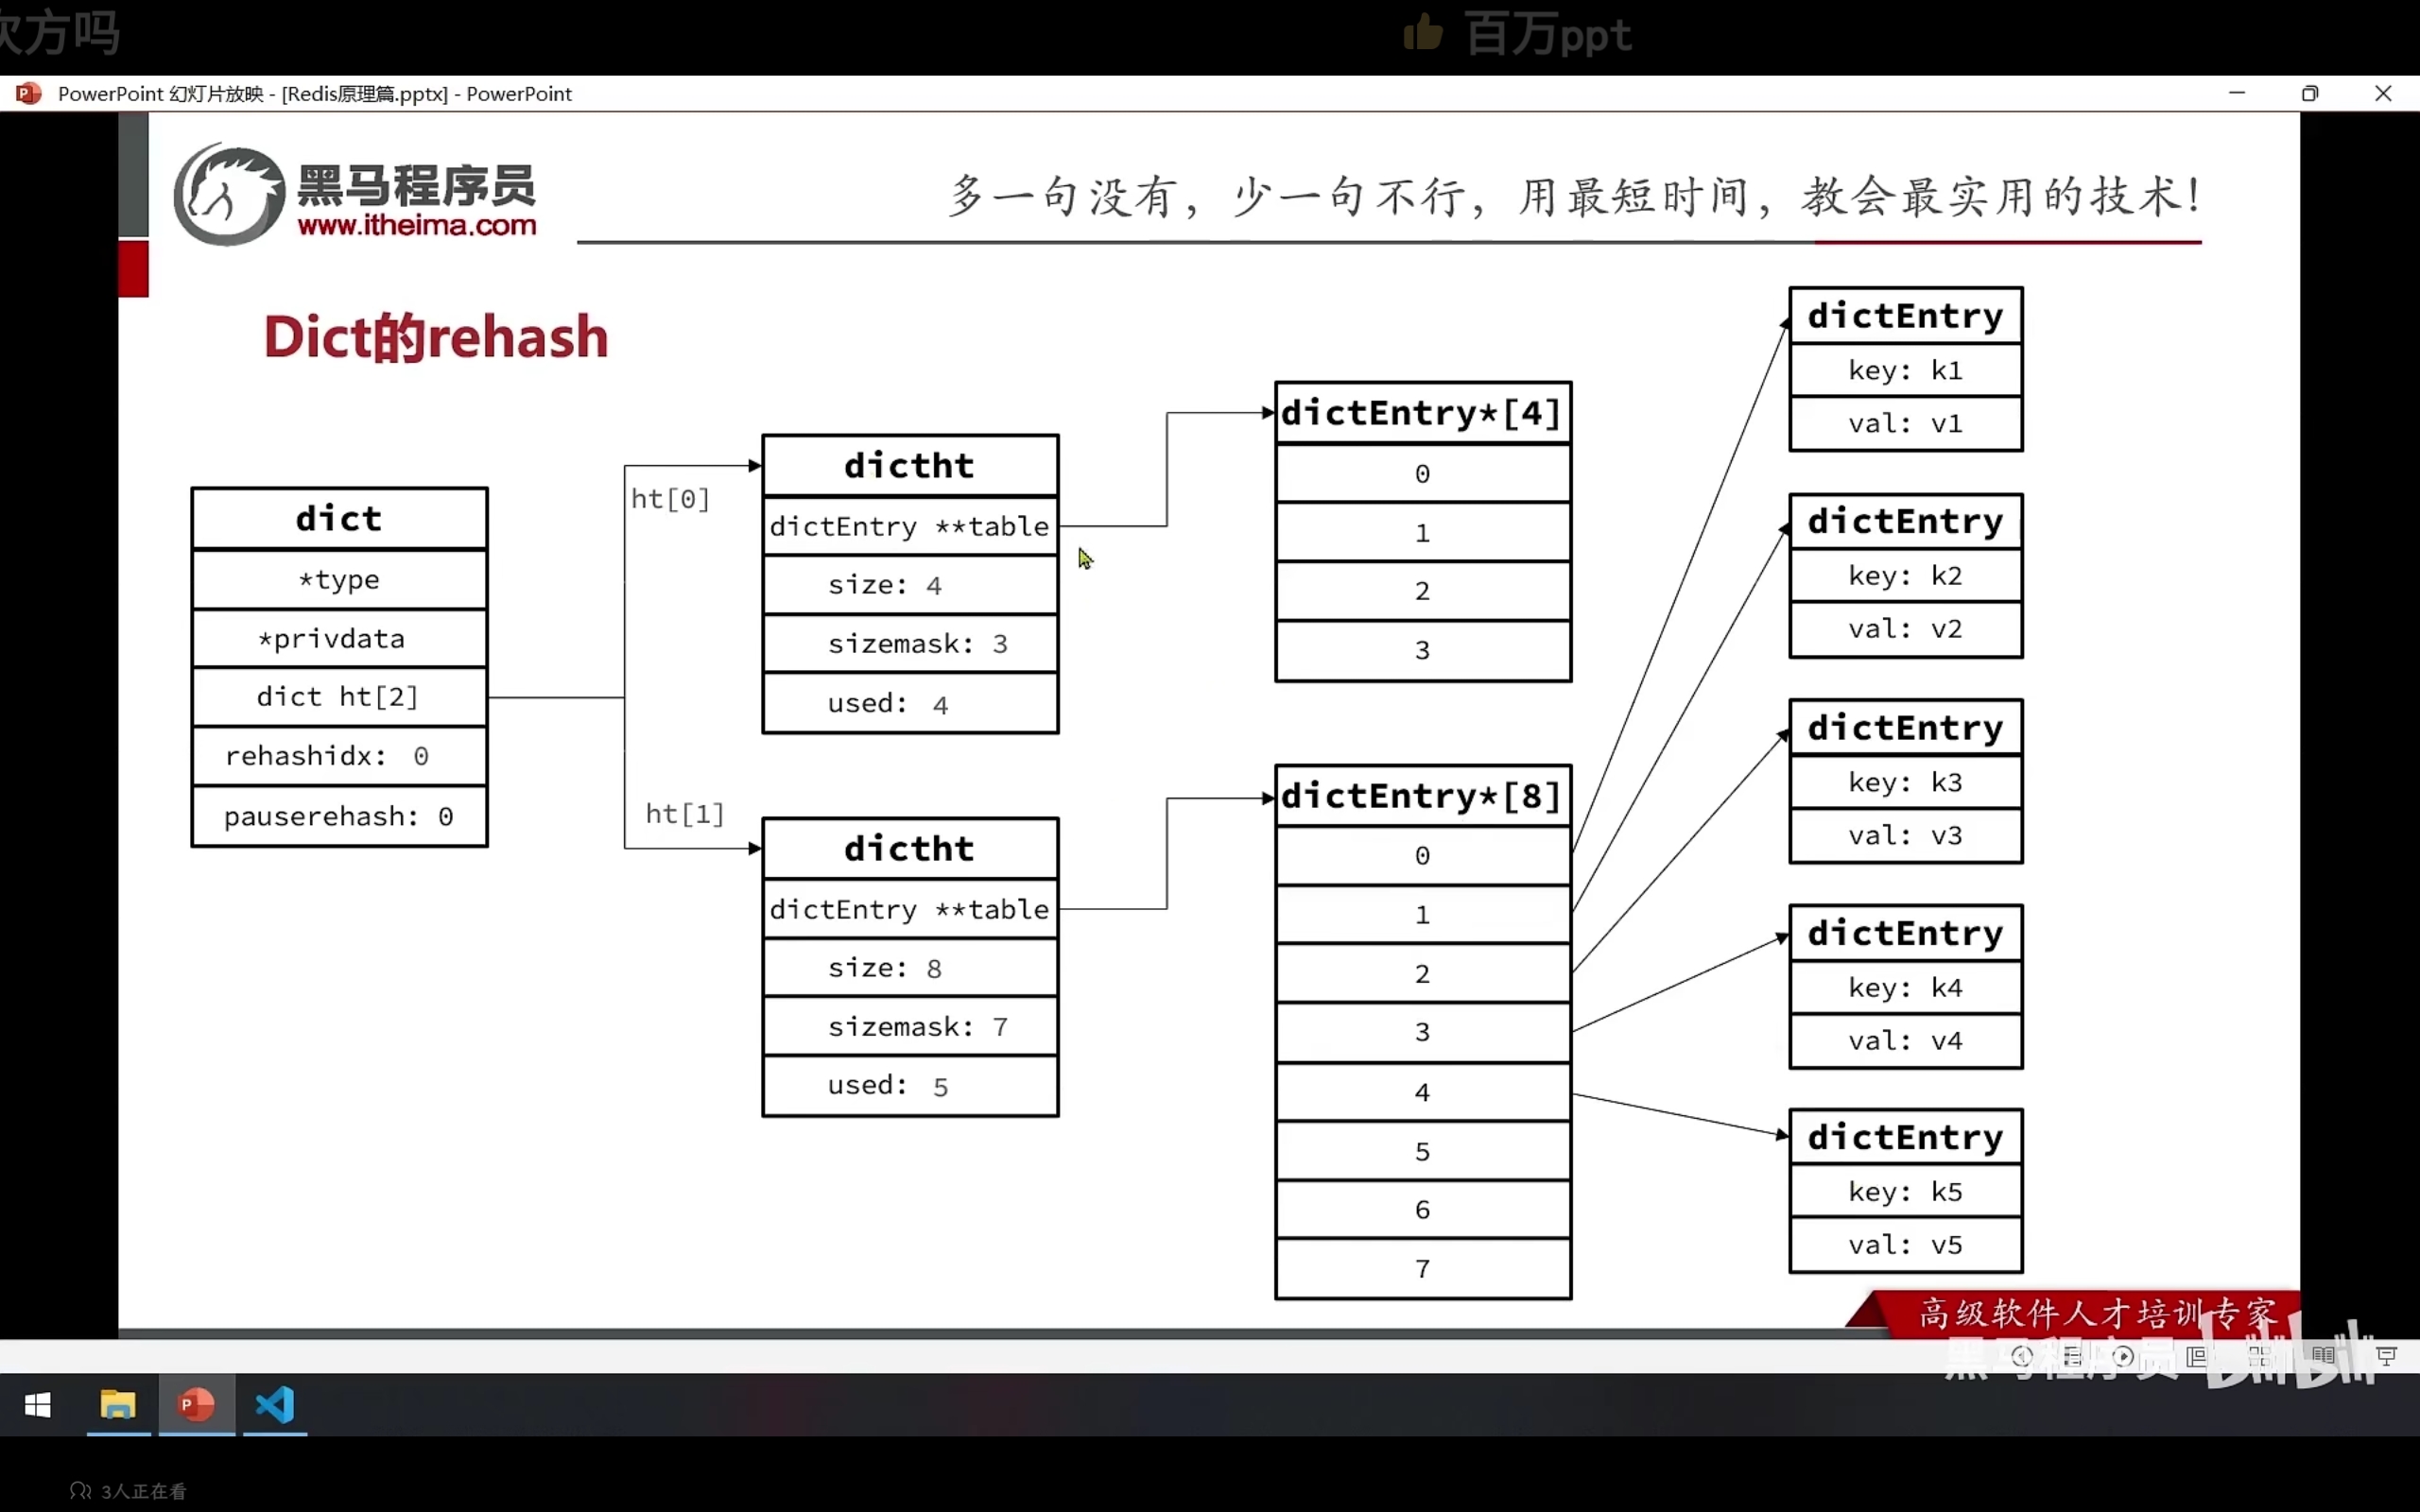 次方吗
百万ppt
PowerPoint 幻灯片放映 - [Redis原理篇.pptx] - PowerPoint
黑马程序员
www.itheima.com
多一句没有，少一句不行，用最短时间，教会最实用的技术！
Dict的rehash
dict
*type
*privdata
dict ht[2]
rehashidx: 0
pauserehash: 0
ht[0]
dictht
dictEntry **table
size: 4
sizemask: 3
used: 4
ht[1]
dictht
dictEntry **table
size: 8
sizemask: 7
used: 5
dictEntry*[4]
0
1
2
3
dictEntry*[8]
0
1
2
3
4
5
6
7
dictEntry
key: k1
val: v1
dictEntry
key: k2
val: v2
dictEntry
key: k3
val: v3
dictEntry
key: k4
val: v4
dictEntry
key: k5
val: v5
高级软件人才培训专家
黑马程序员 bilibili
3人正在看